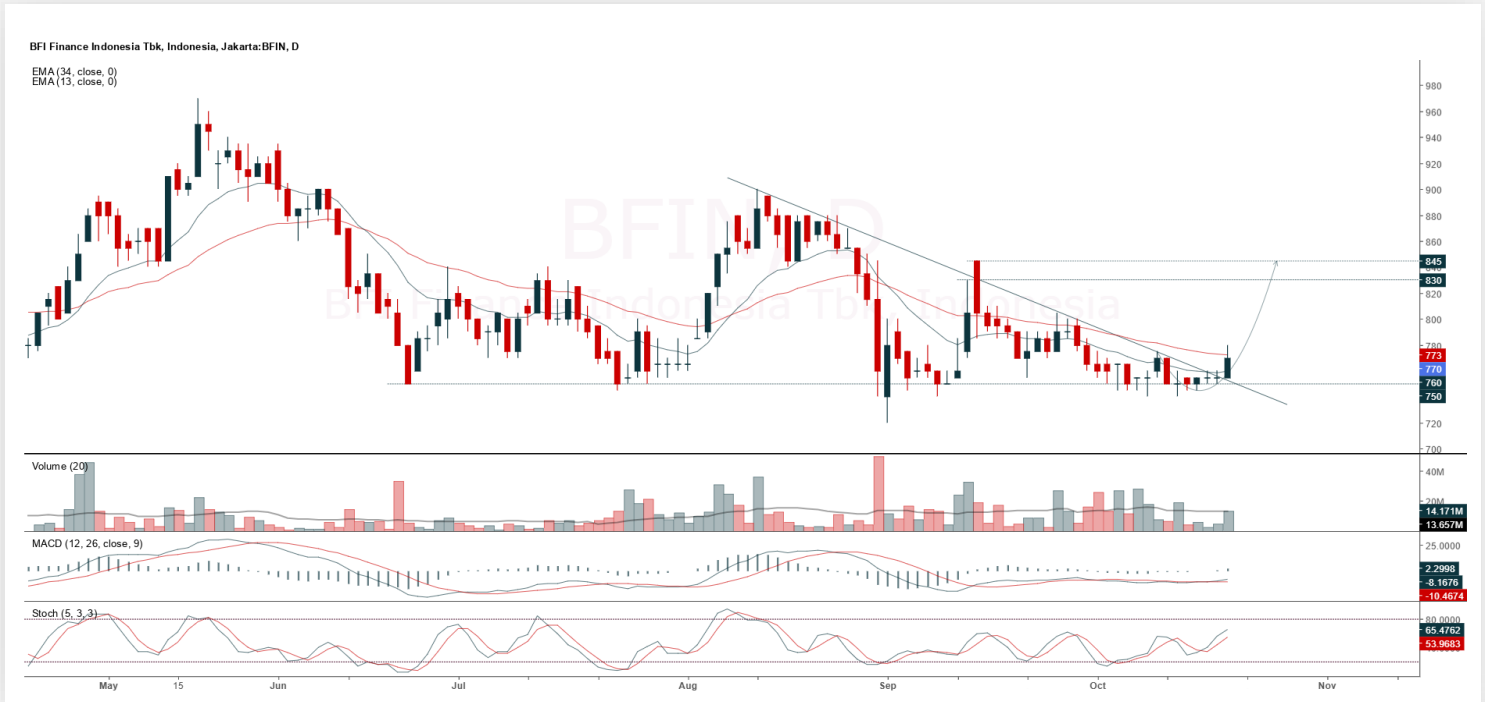 BFI Finance Indonesia Tbk, Indonesia, Jakarta:BFIN, D
EMA (34, close, 0)
EMA (13, close, 0)
BFIN, D
BFI Finance Indonesia Tbk, Indonesia
980
960
940
920
900
880
860
845
840
830
820
800
780
773
770
760
750
720
700
Volume (20)
40M
20M
14.171M
13.657M
MACD (12, 26, close, 9)
25.0000
2.2998
-8.1676
-10.4674
Stoch (5, 3, 3)
80.0000
65.4762
53.9683
May 15 Jun Jul Aug Sep Oct Nov